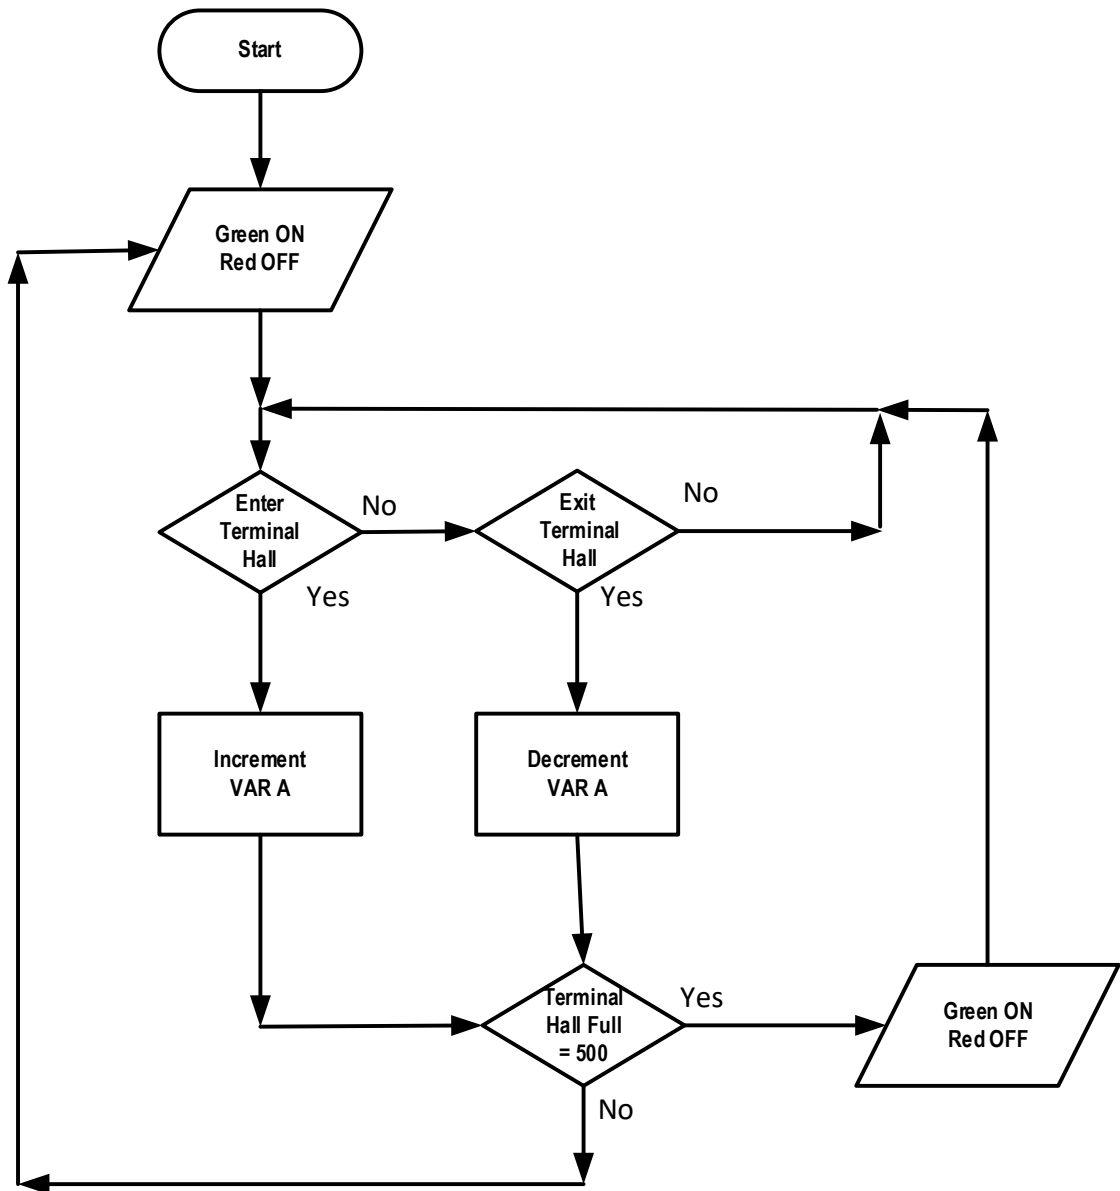 Start
Green ON
Red OFF
Enter
Terminal
Hall
No
Exit
Terminal
Hall
No
Yes
Yes
Increment
VAR A
Decrement
VAR A
Terminal
Hall Full
= 500
Yes
Green ON
Red OFF
No